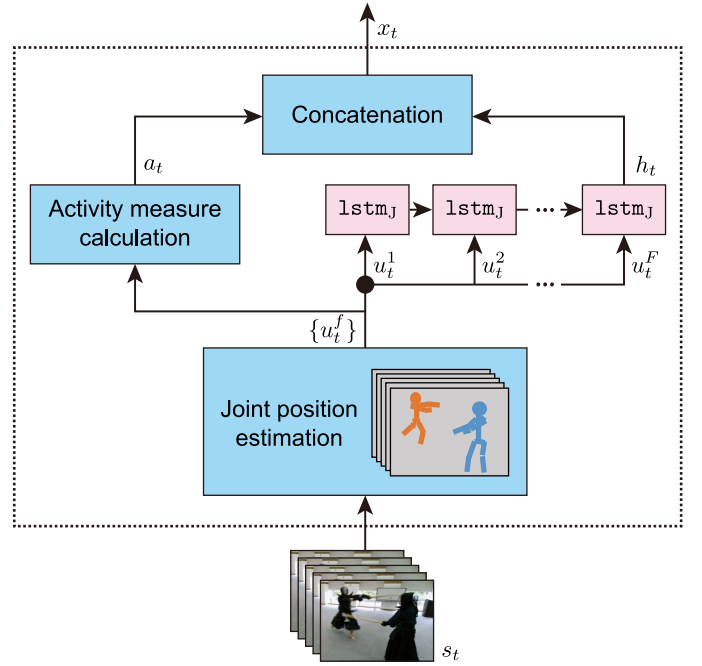 x_t
Concatenation
a_t
h_t
Activity measure
calculation
lstm_J
lstm_J
...
lstm_J
u_t^1
u_t^2
u_t^F
...
{u_t^f}
Joint position
estimation
s_t